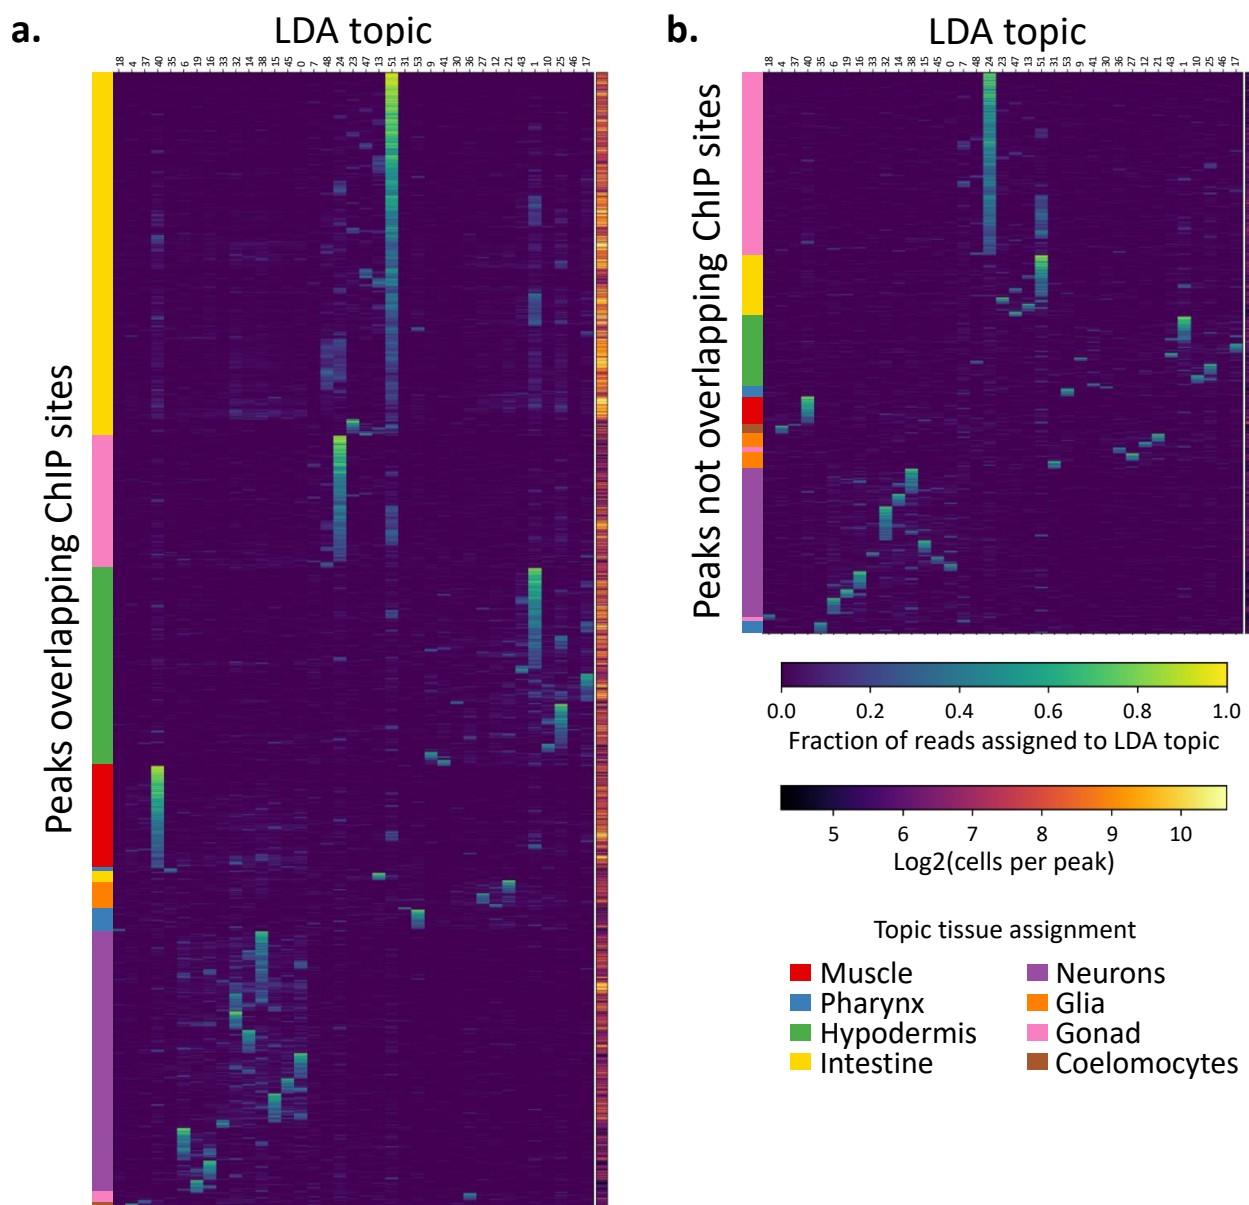 a.
LDA topic
18 4 37 40 35 6 19 16 33 32 14 38 15 45 0 7 48 24 23 47 13 51 31 53 9 41 30 36 27 12 21 43 1 10 25 46 17
Peaks overlapping ChIP sites
b.
LDA topic
18 4 37 40 35 6 19 16 33 32 14 38 15 45 0 7 48 24 23 47 13 51 31 53 9 41 30 36 27 12 21 43 1 10 25 46 17
Peaks not overlapping ChIP sites
0.0 0.2 0.4 0.6 0.8 1.0
Fraction of reads assigned to LDA topic
5 6 7 8 9 10
Log2(cells per peak)
Topic tissue assignment
Muscle Neurons
Pharynx Glia
Hypodermis Gonad
Intestine Coelomocytes